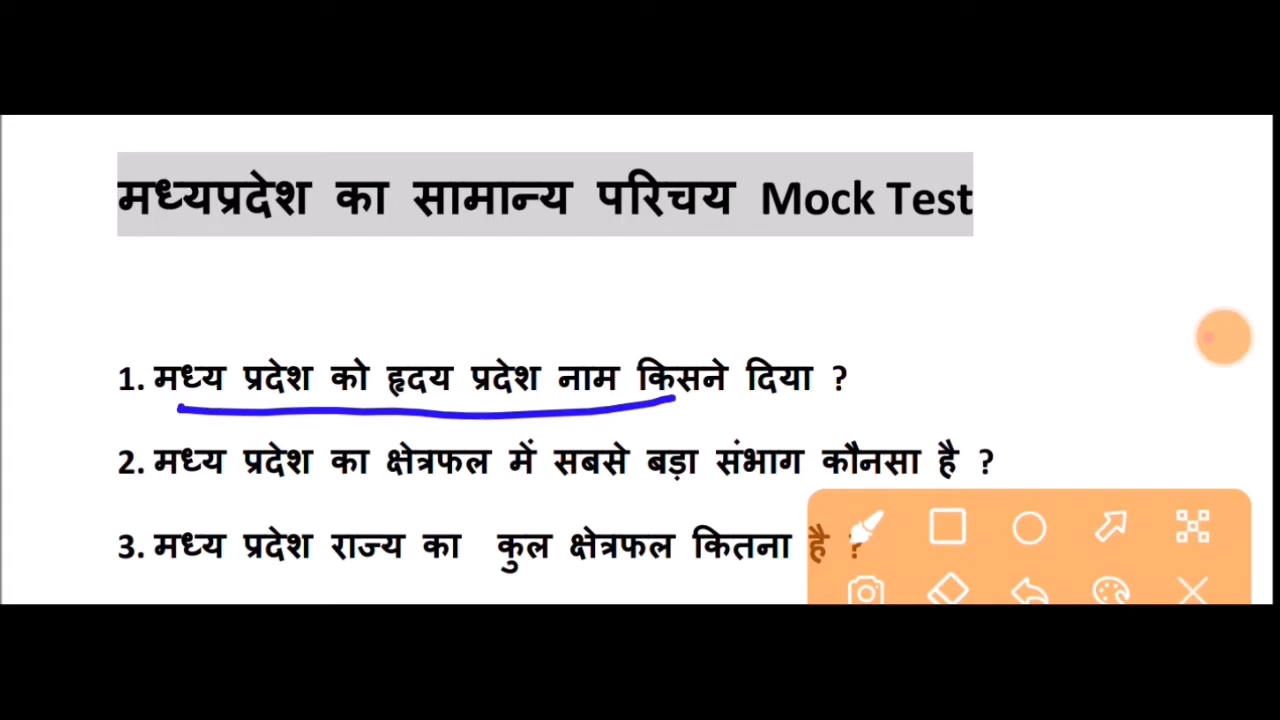 मध्यप्रदेश का सामान्य परिचय Mock Test
1. मध्य प्रदेश को हृदय प्रदेश नाम किसने दिया ?
2. मध्य प्रदेश का क्षेत्रफल में सबसे बड़ा संभाग कौनसा है ?
3. मध्य प्रदेश राज्य का कुल क्षेत्रफल कितना है ?